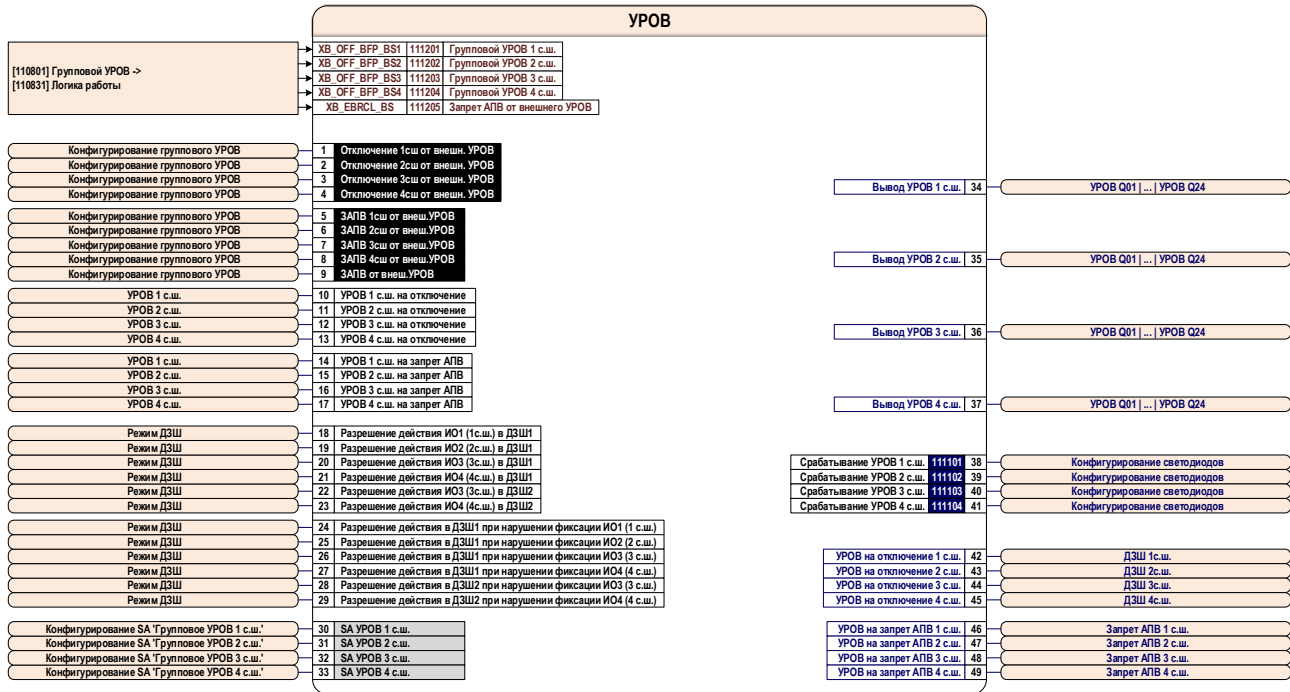 УРОВ
[110801] Групповой УРОВ ->
[110831] Логика работы
XB_OFF_BFP_BS1 111201 Групповой УРОВ 1 с.ш.
XB_OFF_BFP_BS2 111202 Групповой УРОВ 2 с.ш.
XB_OFF_BFP_BS3 111203 Групповой УРОВ 3 с.ш.
XB_OFF_BFP_BS4 111204 Групповой УРОВ 4 с.ш.
XB_EBRCL_BS 111205 Запрет АПВ от внешнего УРОВ
Конфигурирование группового УРОВ 1 Отключение 1сш от внешн. УРОВ
Конфигурирование группового УРОВ 2 Отключение 2сш от внешн. УРОВ
Конфигурирование группового УРОВ 3 Отключение 3сш от внешн. УРОВ
Конфигурирование группового УРОВ 4 Отключение 4сш от внешн. УРОВ
Вывод УРОВ 1 с.ш. 34 УРОВ Q01 | ... | УРОВ Q24
Конфигурирование группового УРОВ 5 ЗАПВ 1сш от внеш.УРОВ
Конфигурирование группового УРОВ 6 ЗАПВ 2сш от внеш.УРОВ
Конфигурирование группового УРОВ 7 ЗАПВ 3сш от внеш.УРОВ
Конфигурирование группового УРОВ 8 ЗАПВ 4сш от внеш.УРОВ
Вывод УРОВ 2 с.ш. 35 УРОВ Q01 | ... | УРОВ Q24
Конфигурирование группового УРОВ 9 ЗАПВ от внеш.УРОВ
УРОВ 1 с.ш. 10 УРОВ 1 с.ш. на отключение
УРОВ 2 с.ш. 11 УРОВ 2 с.ш. на отключение
УРОВ 3 с.ш. 12 УРОВ 3 с.ш. на отключение
УРОВ 4 с.ш. 13 УРОВ 4 с.ш. на отключение
Вывод УРОВ 3 с.ш. 36 УРОВ Q01 | ... | УРОВ Q24
УРОВ 1 с.ш. 14 УРОВ 1 с.ш. на запрет АПВ
УРОВ 2 с.ш. 15 УРОВ 2 с.ш. на запрет АПВ
УРОВ 3 с.ш. 16 УРОВ 3 с.ш. на запрет АПВ
УРОВ 4 с.ш. 17 УРОВ 4 с.ш. на запрет АПВ
Вывод УРОВ 4 с.ш. 37 УРОВ Q01 | ... | УРОВ Q24
Режим ДЗШ 18 Разрешение действия ИО1 (1с.ш.) в ДЗШ1
Режим ДЗШ 19 Разрешение действия ИО2 (2с.ш.) в ДЗШ1
Режим ДЗШ 20 Разрешение действия ИО3 (3с.ш.) в ДЗШ1
Режим ДЗШ 21 Разрешение действия ИО4 (4с.ш.) в ДЗШ1
Режим ДЗШ 22 Разрешение действия ИО3 (3с.ш.) в ДЗШ2
Режим ДЗШ 23 Разрешение действия ИО4 (4с.ш.) в ДЗШ2
Срабатывание УРОВ 1 с.ш. 111101 38 Конфигурирование светодиодов
Срабатывание УРОВ 2 с.ш. 111102 39 Конфигурирование светодиодов
Срабатывание УРОВ 3 с.ш. 111103 40 Конфигурирование светодиодов
Срабатывание УРОВ 4 с.ш. 111104 41 Конфигурирование светодиодов
Режим ДЗШ 24 Разрешение действия в ДЗШ1 при нарушении фиксации ИО1 (1 с.ш.)
Режим ДЗШ 25 Разрешение действия в ДЗШ1 при нарушении фиксации ИО2 (2 с.ш.)
Режим ДЗШ 26 Разрешение действия в ДЗШ1 при нарушении фиксации ИО3 (3 с.ш.)
Режим ДЗШ 27 Разрешение действия в ДЗШ1 при нарушении фиксации ИО4 (4 с.ш.)
Режим ДЗШ 28 Разрешение действия в ДЗШ2 при нарушении фиксации ИО3 (3 с.ш.)
Режим ДЗШ 29 Разрешение действия в ДЗШ2 при нарушении фиксации ИО4 (4 с.ш.)
УРОВ на отключение 1 с.ш. 42 ДЗШ 1с.ш.
УРОВ на отключение 2 с.ш. 43 ДЗШ 2с.ш.
УРОВ на отключение 3 с.ш. 44 ДЗШ 3с.ш.
УРОВ на отключение 4 с.ш. 45 ДЗШ 4с.ш.
Конфигурирование SA 'Групповое УРОВ 1 с.ш.' 30 SA УРОВ 1 с.ш.
Конфигурирование SA 'Групповое УРОВ 2 с.ш.' 31 SA УРОВ 2 с.ш.
Конфигурирование SA 'Групповое УРОВ 3 с.ш.' 32 SA УРОВ 3 с.ш.
Конфигурирование SA 'Групповое УРОВ 4 с.ш.' 33 SA УРОВ 4 с.ш.
УРОВ на запрет АПВ 1 с.ш. 46 Запрет АПВ 1 с.ш.
УРОВ на запрет АПВ 2 с.ш. 47 Запрет АПВ 2 с.ш.
УРОВ на запрет АПВ 3 с.ш. 48 Запрет АПВ 3 с.ш.
УРОВ на запрет АПВ 4 с.ш. 49 Запрет АПВ 4 с.ш.